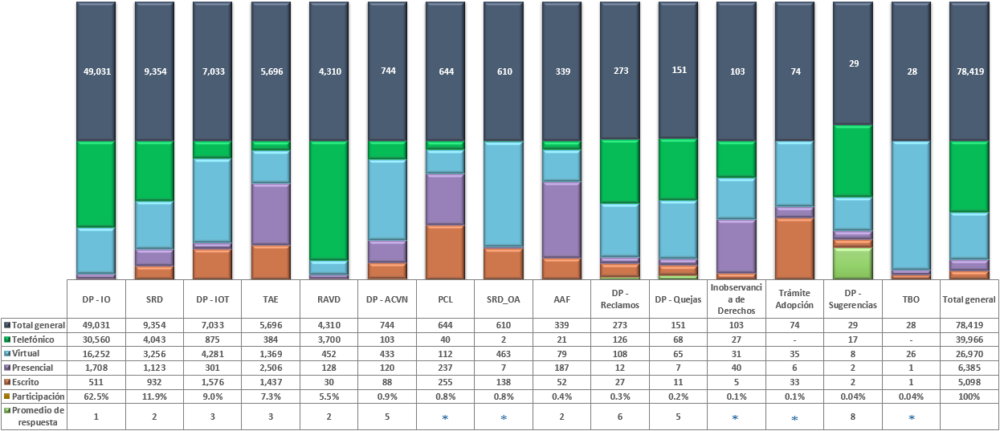 49,031 9,354 7,033 5,696 4,310 744 644 610 339 273 151 103 74 29 28 78,419
DP - IO SRD DP - IOT TAE RAVD DP - ACVN PCL SRD_OA AAF DP - Reclamos DP - Quejas Inobservancia de Derechos Trámite Adopción DP - Sugerencias TBO Total general
Total general 49,031 9,354 7,033 5,696 4,310 744 644 610 339 273 151 103 74 29 28 78,419
Telefónico 30,560 4,043 875 384 3,700 103 40 2 21 126 68 27 - 17 - 39,966
Virtual 16,252 3,256 4,281 1,369 452 433 112 463 79 108 65 31 35 8 26 26,970
Presencial 1,708 1,123 301 2,506 128 120 237 7 187 12 7 40 6 2 1 6,385
Escrito 511 932 1,576 1,437 30 88 255 138 52 27 11 5 33 2 1 5,098
Participación 62.5% 11.9% 9.0% 7.3% 5.5% 0.9% 0.8% 0.8% 0.4% 0.3% 0.2% 0.1% 0.1% 0.04% 0.04% 100%
Promedio de respuesta 1 2 3 3 2 5 * * 2 6 5 * * 8 *